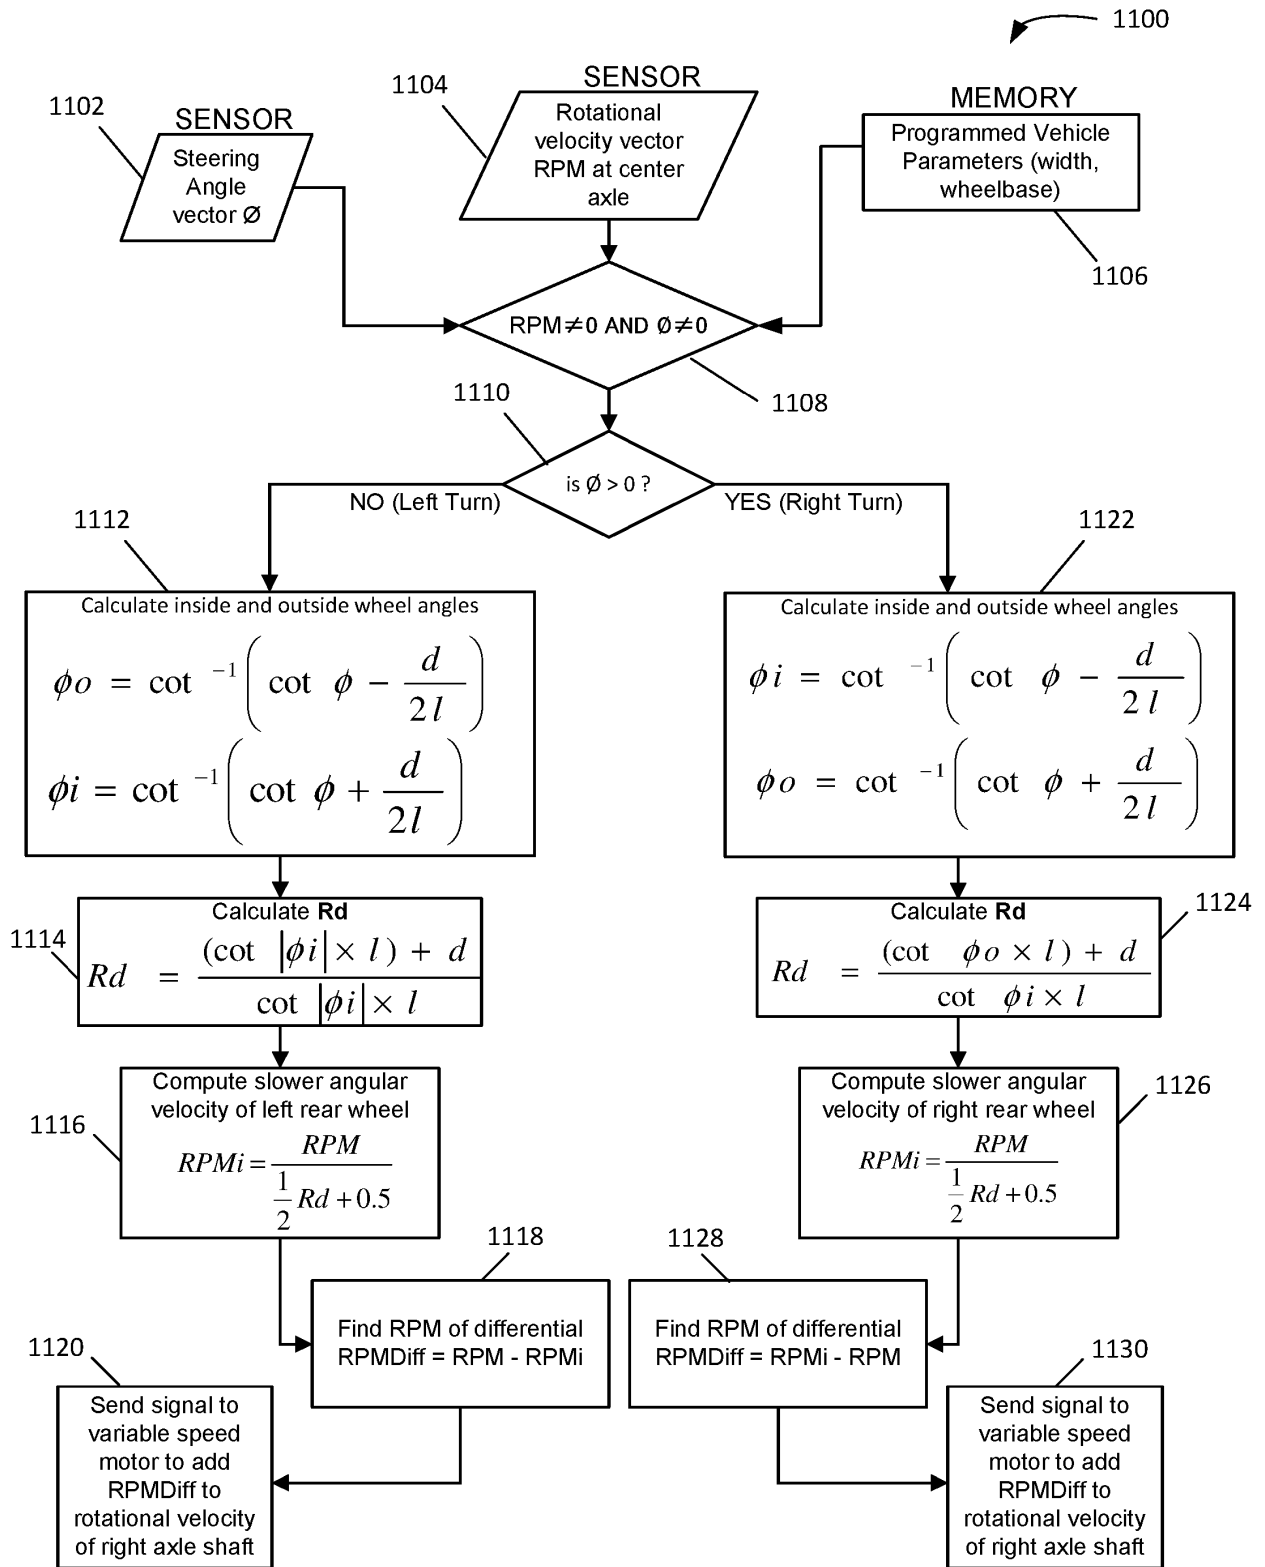 1100
SENSOR
1104
1102
SENSOR
MEMORY
Steering
Angle
vector Ø
Rotational
velocity vector
RPM at center
axle
Programmed Vehicle
Parameters (width,
wheelbase)
1106
RPM≠0 AND Ø≠0
1108
1110
is Ø > 0 ?
NO (Left Turn)
YES (Right Turn)
1112
Calculate inside and outside wheel angles
ϕo = cot ⁻¹( cot ϕ − d/2l )
ϕi = cot ⁻¹( cot ϕ + d/2l )
1122
Calculate inside and outside wheel angles
ϕi = cot ⁻¹( cot ϕ − d/2l )
ϕo = cot ⁻¹( cot ϕ + d/2l )
1114
Calculate Rd
Rd = (cot |ϕi| × l) + d / cot |ϕi| × l
1124
Calculate Rd
Rd = (cot ϕo × l) + d / cot ϕi × l
1116
Compute slower angular
velocity of left rear wheel
RPMi = RPM / 1/2 Rd + 0.5
1126
Compute slower angular
velocity of right rear wheel
RPMi = RPM / 1/2 Rd + 0.5
1118
Find RPM of differential
RPMDiff = RPM - RPMi
1128
Find RPM of differential
RPMDiff = RPMi - RPM
1120
Send signal to
variable speed
motor to add
RPMDiff to
rotational velocity
of right axle shaft
1130
Send signal to
variable speed
motor to add
RPMDiff to
rotational velocity
of right axle shaft